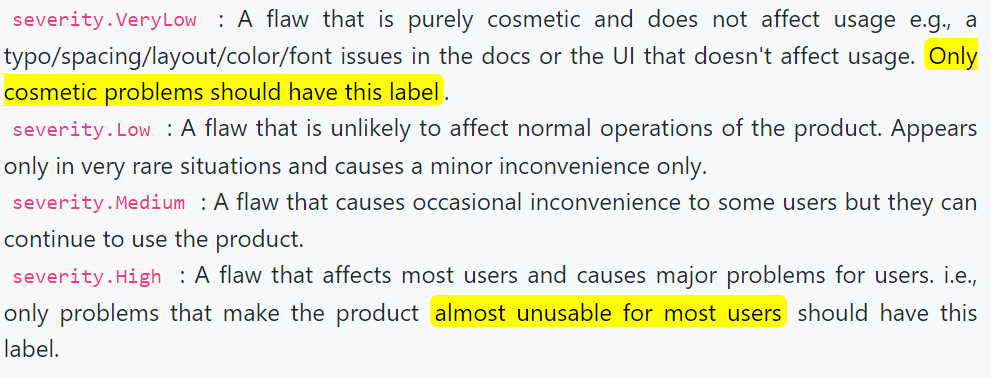 severity.VeryLow : A flaw that is purely cosmetic and does not affect usage e.g., a
typo/spacing/layout/color/font issues in the docs or the UI that doesn't affect usage. Only
cosmetic problems should have this label.
severity.Low : A flaw that is unlikely to affect normal operations of the product. Appears
only in very rare situations and causes a minor inconvenience only.
severity.Medium : A flaw that causes occasional inconvenience to some users but they can
continue to use the product.
severity.High : A flaw that affects most users and causes major problems for users. i.e.,
only problems that make the product almost unusable for most users should have this
label.